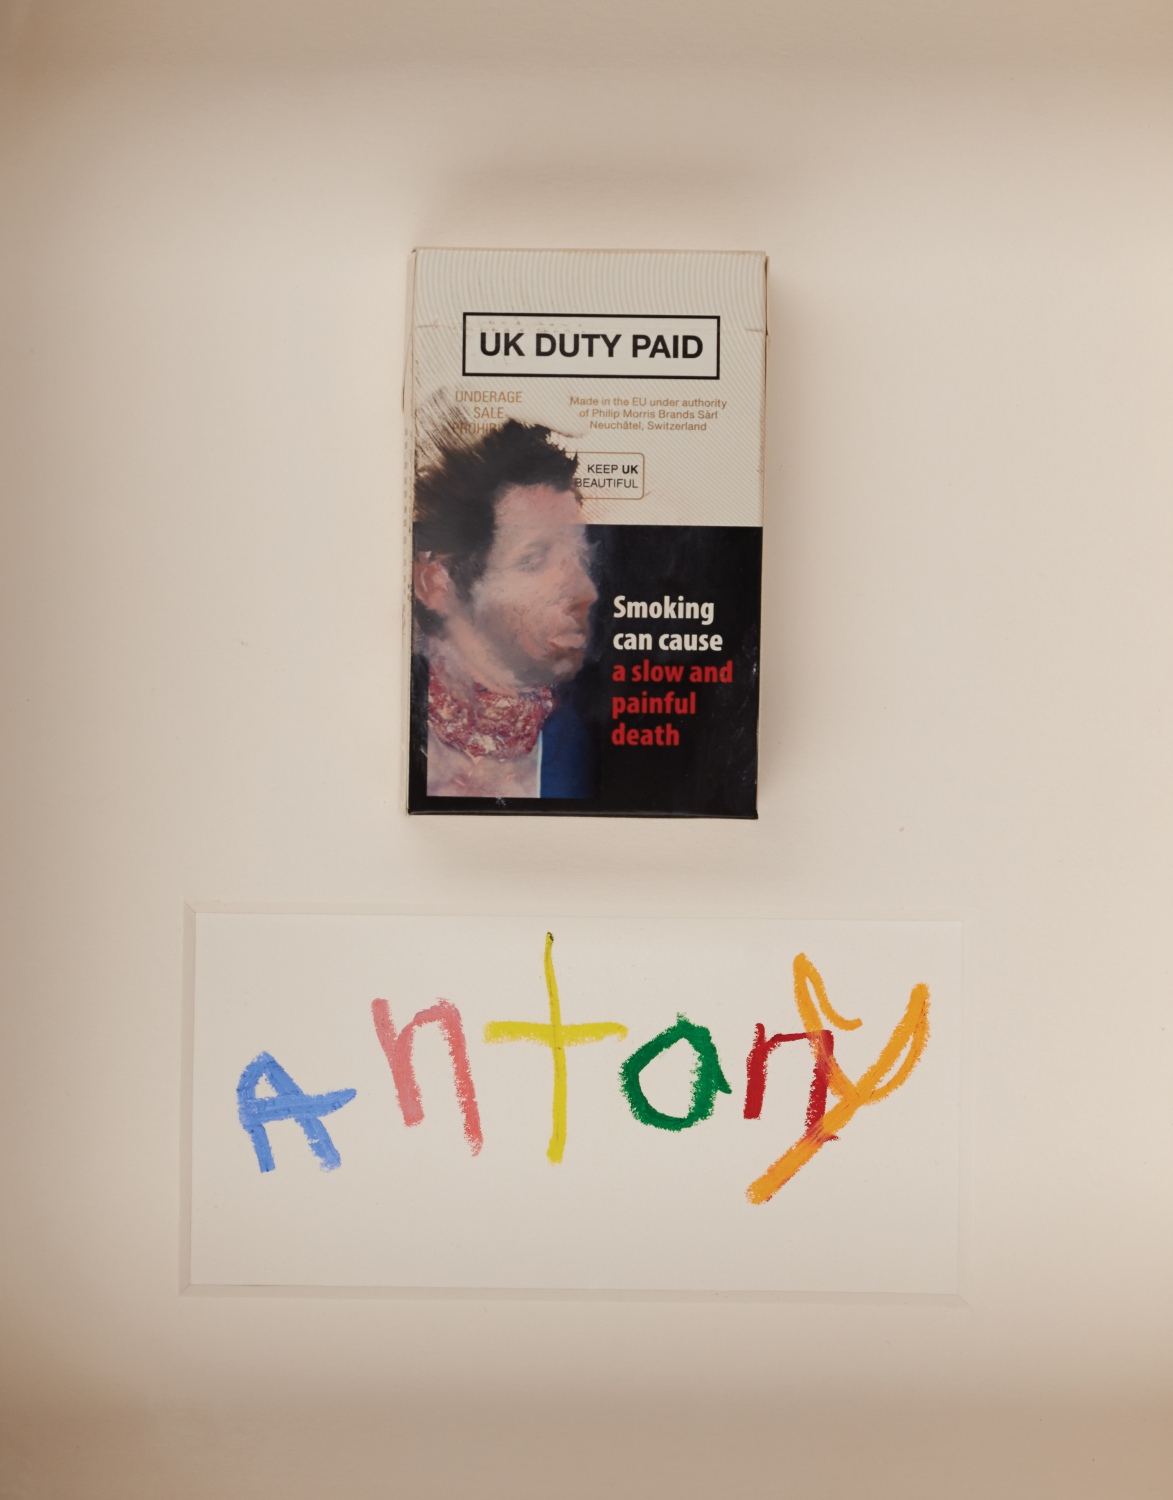 UK DUTY PAID
UNDERAGE
SALE
Made in the EU under authority
of Philip Morris Brands Sàrl
Neuchâtel, Switzerland
KEEP UK
BEAUTIFUL
Smoking
can cause
a slow and
painful
death
Antony